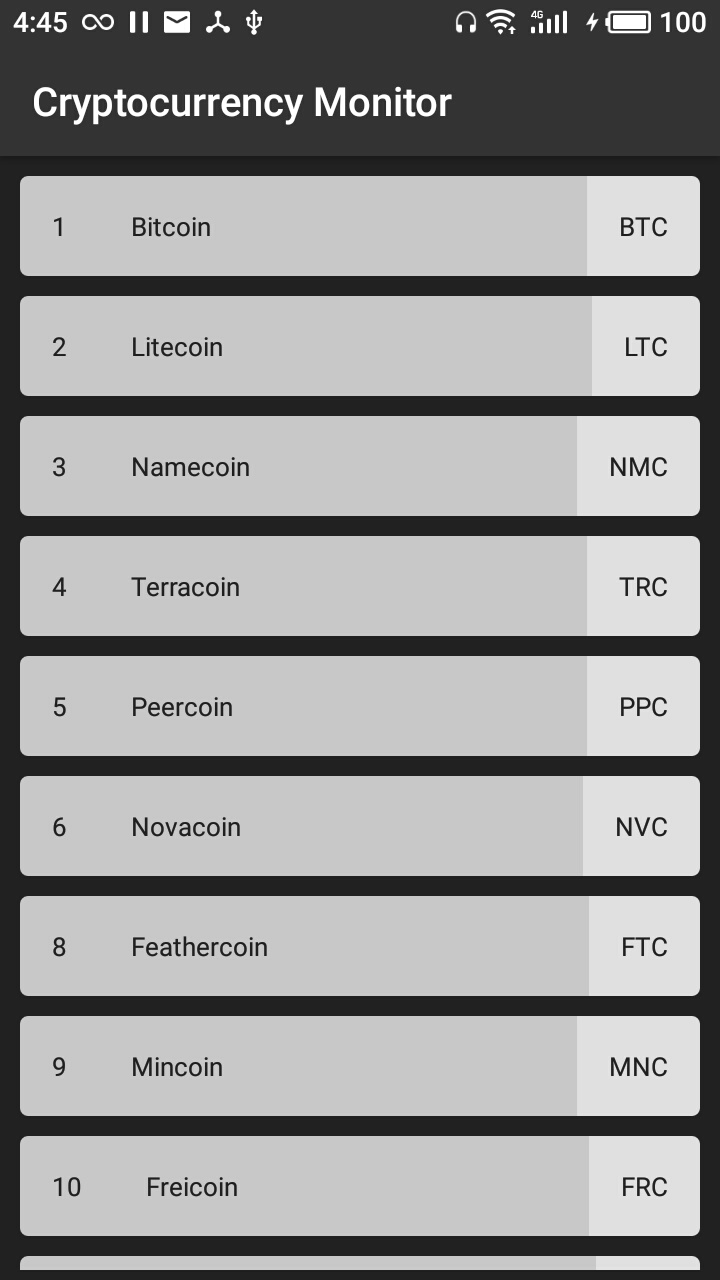 4:45 4G 100
Cryptocurrency Monitor
1 Bitcoin BTC
2 Litecoin LTC
3 Namecoin NMC
4 Terracoin TRC
5 Peercoin PPC
6 Novacoin NVC
8 Feathercoin FTC
9 Mincoin MNC
10 Freicoin FRC